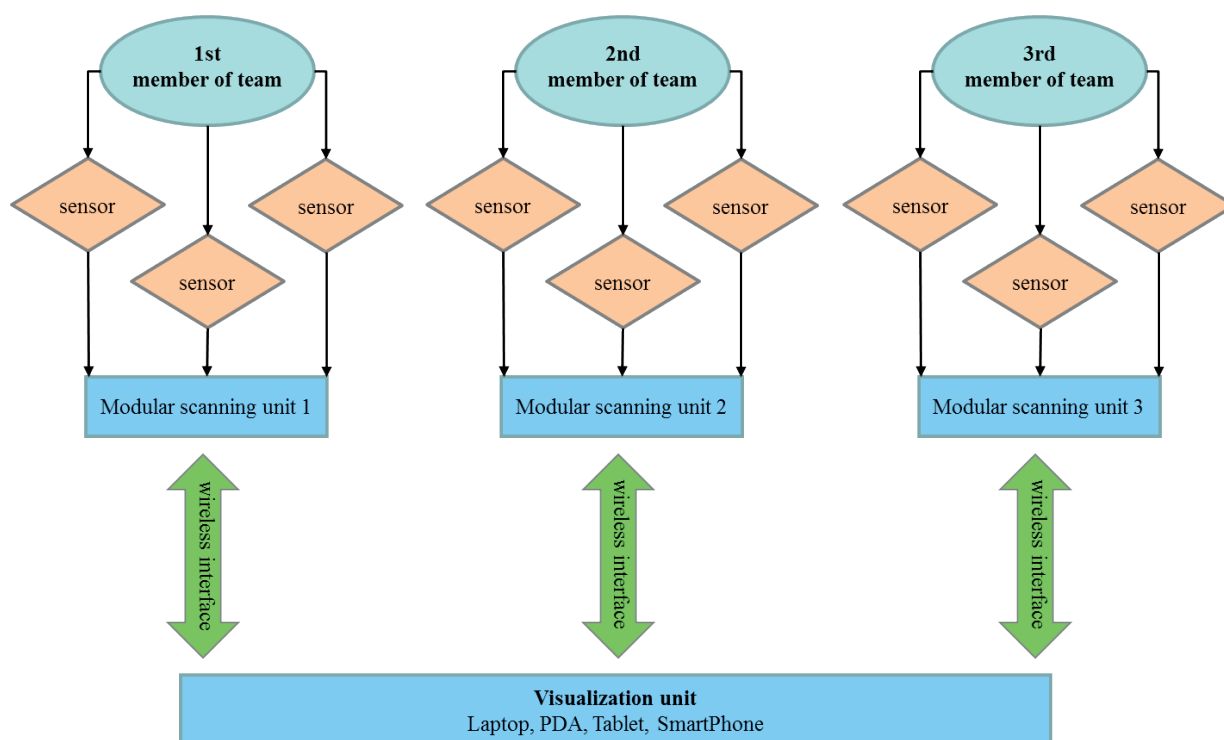 1st
member of team
2nd
member of team
3rd
member of team
sensor
sensor
sensor
sensor
sensor
sensor
sensor
sensor
sensor
Modular scanning unit 1
Modular scanning unit 2
Modular scanning unit 3
wireless interface
wireless interface
wireless interface
Visualization unit
Laptop, PDA, Tablet, SmartPhone